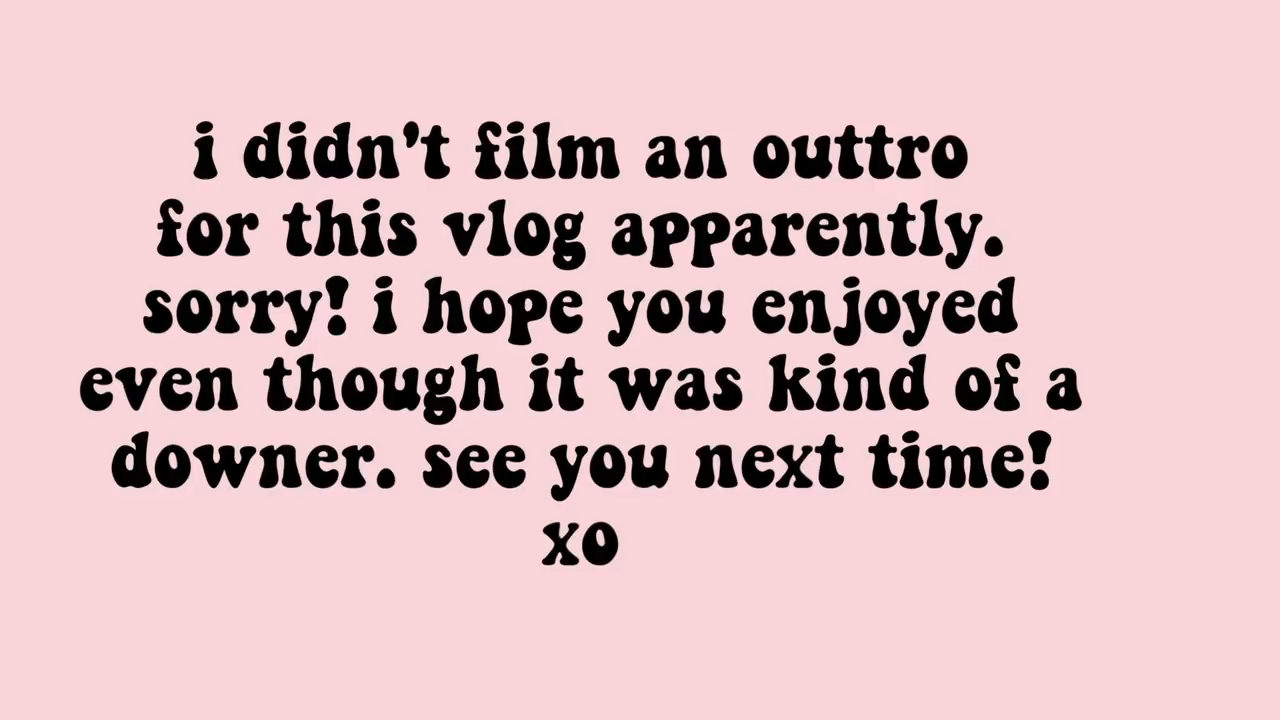 i didn't film an outtro
for this vlog apparently.
sorry! i hope you enjoyed
even though it was kind of a
downer. see you next time!
xo